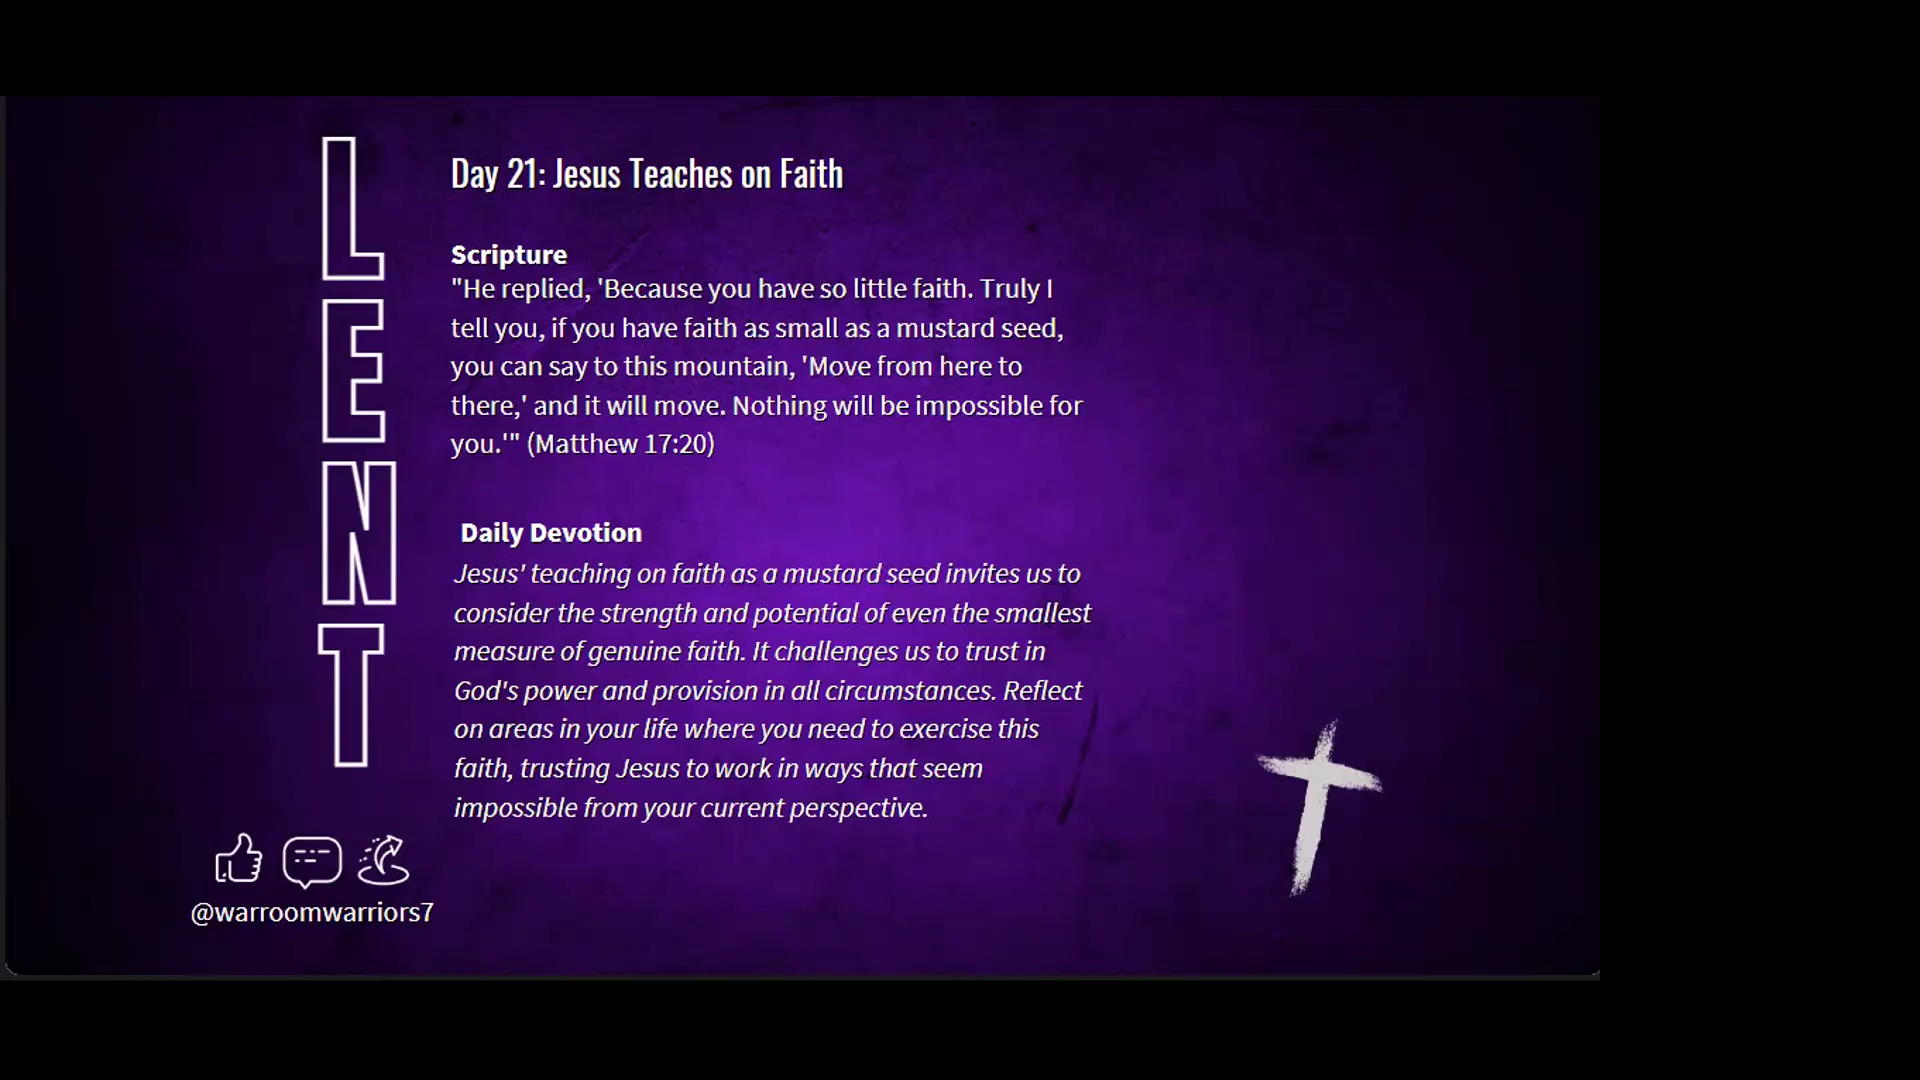 LENT
Day 21: Jesus Teaches on Faith
Scripture
"He replied, 'Because you have so little faith. Truly I
tell you, if you have faith as small as a mustard seed,
you can say to this mountain, 'Move from here to
there,' and it will move. Nothing will be impossible for
you.'" (Matthew 17:20)
Daily Devotion
Jesus' teaching on faith as a mustard seed invites us to
consider the strength and potential of even the smallest
measure of genuine faith. It challenges us to trust in
God's power and provision in all circumstances. Reflect
on areas in your life where you need to exercise this
faith, trusting Jesus to work in ways that seem
impossible from your current perspective.
@warroomwarriors7